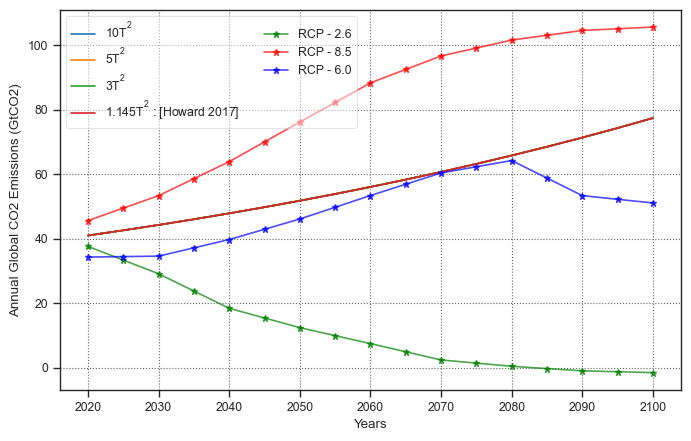 10T^2
5T^2
3T^2
1.145T^2 : [Howard 2017]
RCP - 2.6
RCP - 8.5
RCP - 6.0
Annual Global CO2 Emissions (GtCO2)
100
80
60
40
20
0
2020 2030 2040 2050 2060 2070 2080 2090 2100
Years